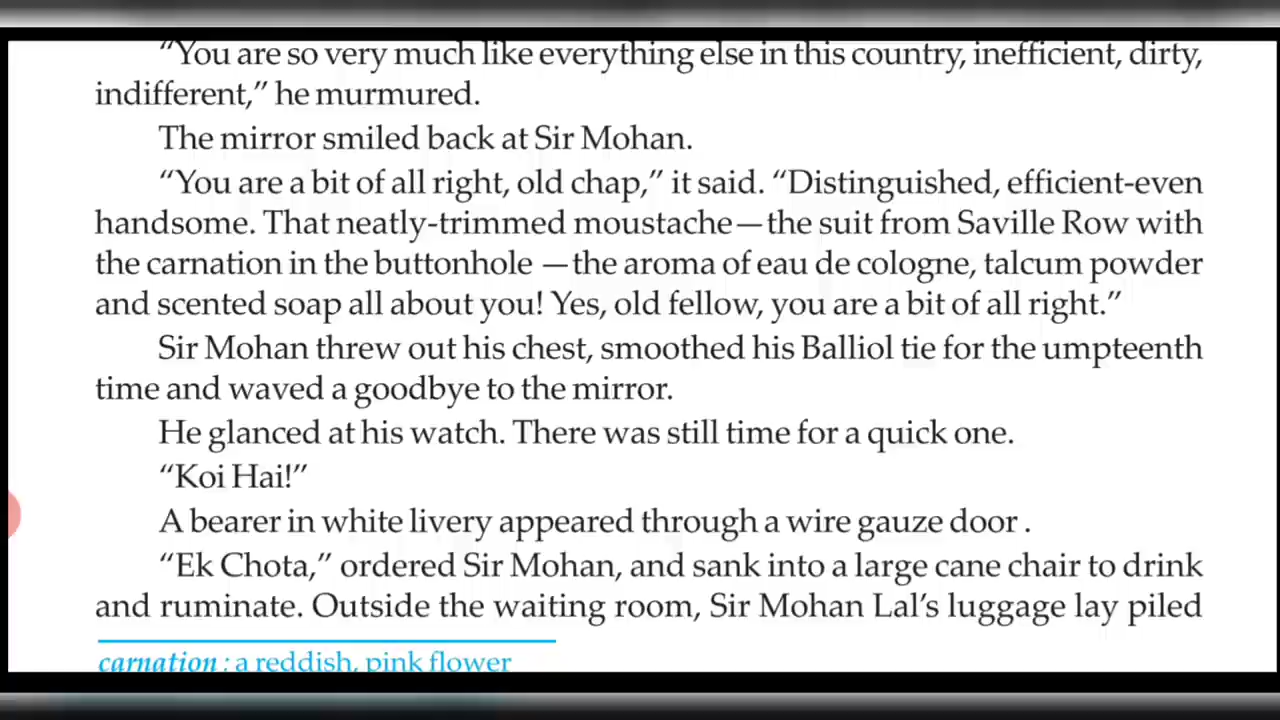 “You are so very much like everything else in this country, inefficient, dirty,
indifferent,” he murmured.
The mirror smiled back at Sir Mohan.
“You are a bit of all right, old chap,” it said. “Distinguished, efficient-even
handsome. That neatly-trimmed moustache—the suit from Saville Row with
the carnation in the buttonhole —the aroma of eau de cologne, talcum powder
and scented soap all about you! Yes, old fellow, you are a bit of all right.”
Sir Mohan threw out his chest, smoothed his Balliol tie for the umpteenth
time and waved a goodbye to the mirror.
He glanced at his watch. There was still time for a quick one.
“Koi Hai!”
A bearer in white livery appeared through a wire gauze door .
“Ek Chota,” ordered Sir Mohan, and sank into a large cane chair to drink
and ruminate. Outside the waiting room, Sir Mohan Lal’s luggage lay piled
carnation : a reddish, pink flower